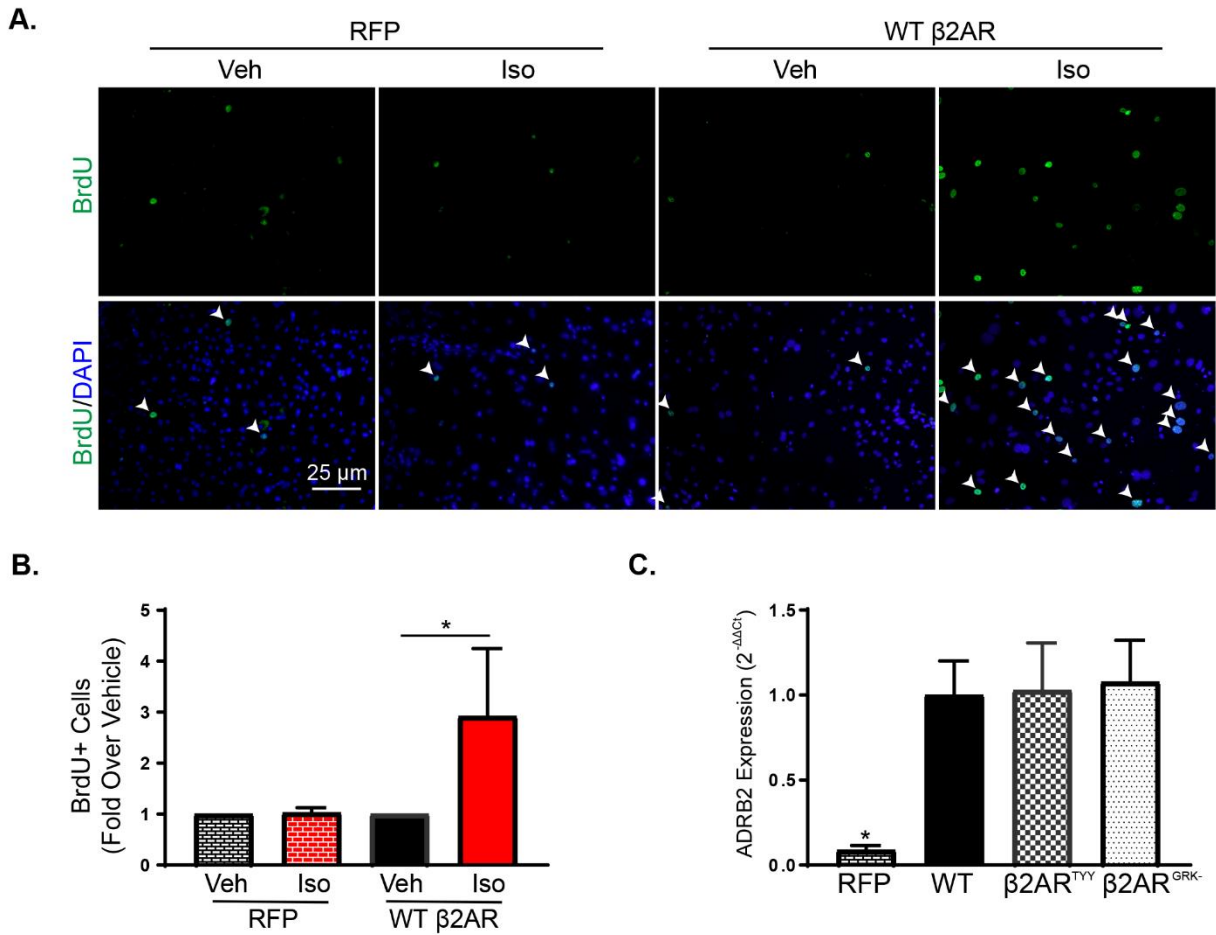 A.
RFP
WT β2AR
Veh
Iso
Veh
Iso
BrdU
BrdU/DAPI
25 µm
B.
BrdU+ Cells
(Fold Over Vehicle)
5
4
3
2
1
0
*
Veh
Iso
Veh
Iso
RFP
WT β2AR
C.
ADRB2 Expression (2^-ΔΔCt)
1.5
1.0
0.5
0.0
*
RFP
WT
β2AR^TYY
β2AR^GRK-